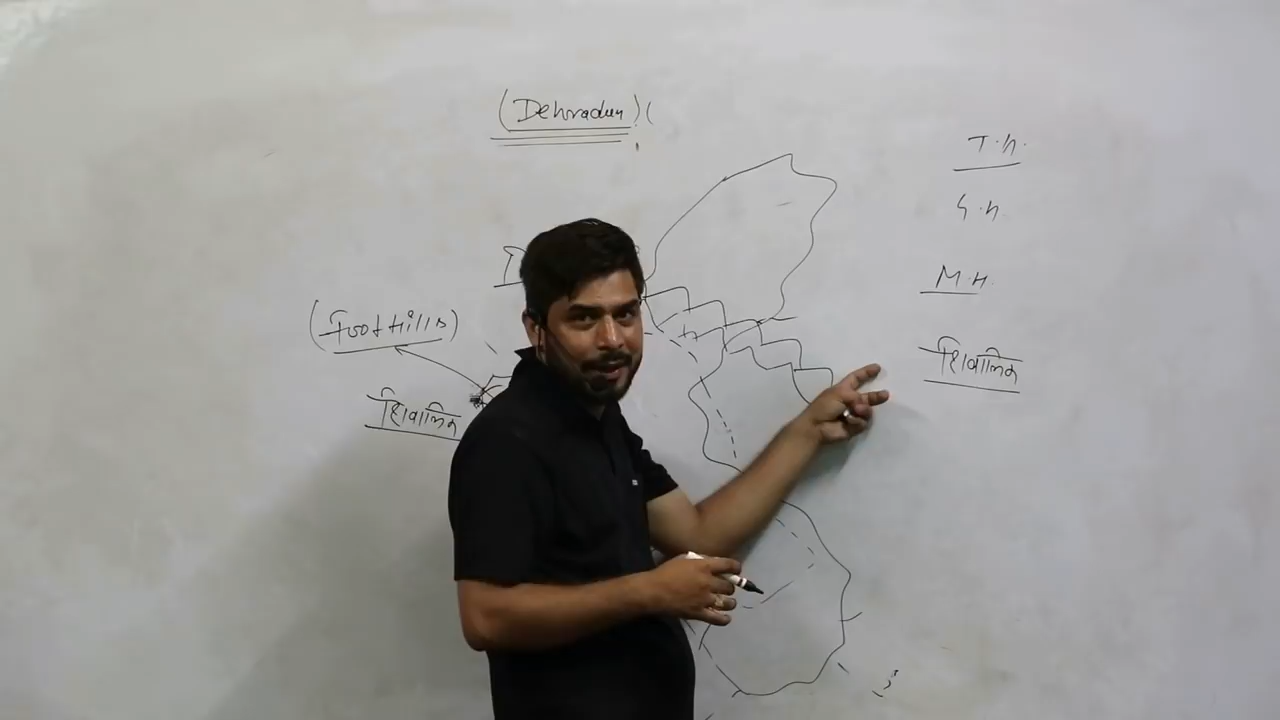 (Dehradun) (
T.H.
G.H.
M.H.
(Foot Hills)
शिवालिक
शिवालिक